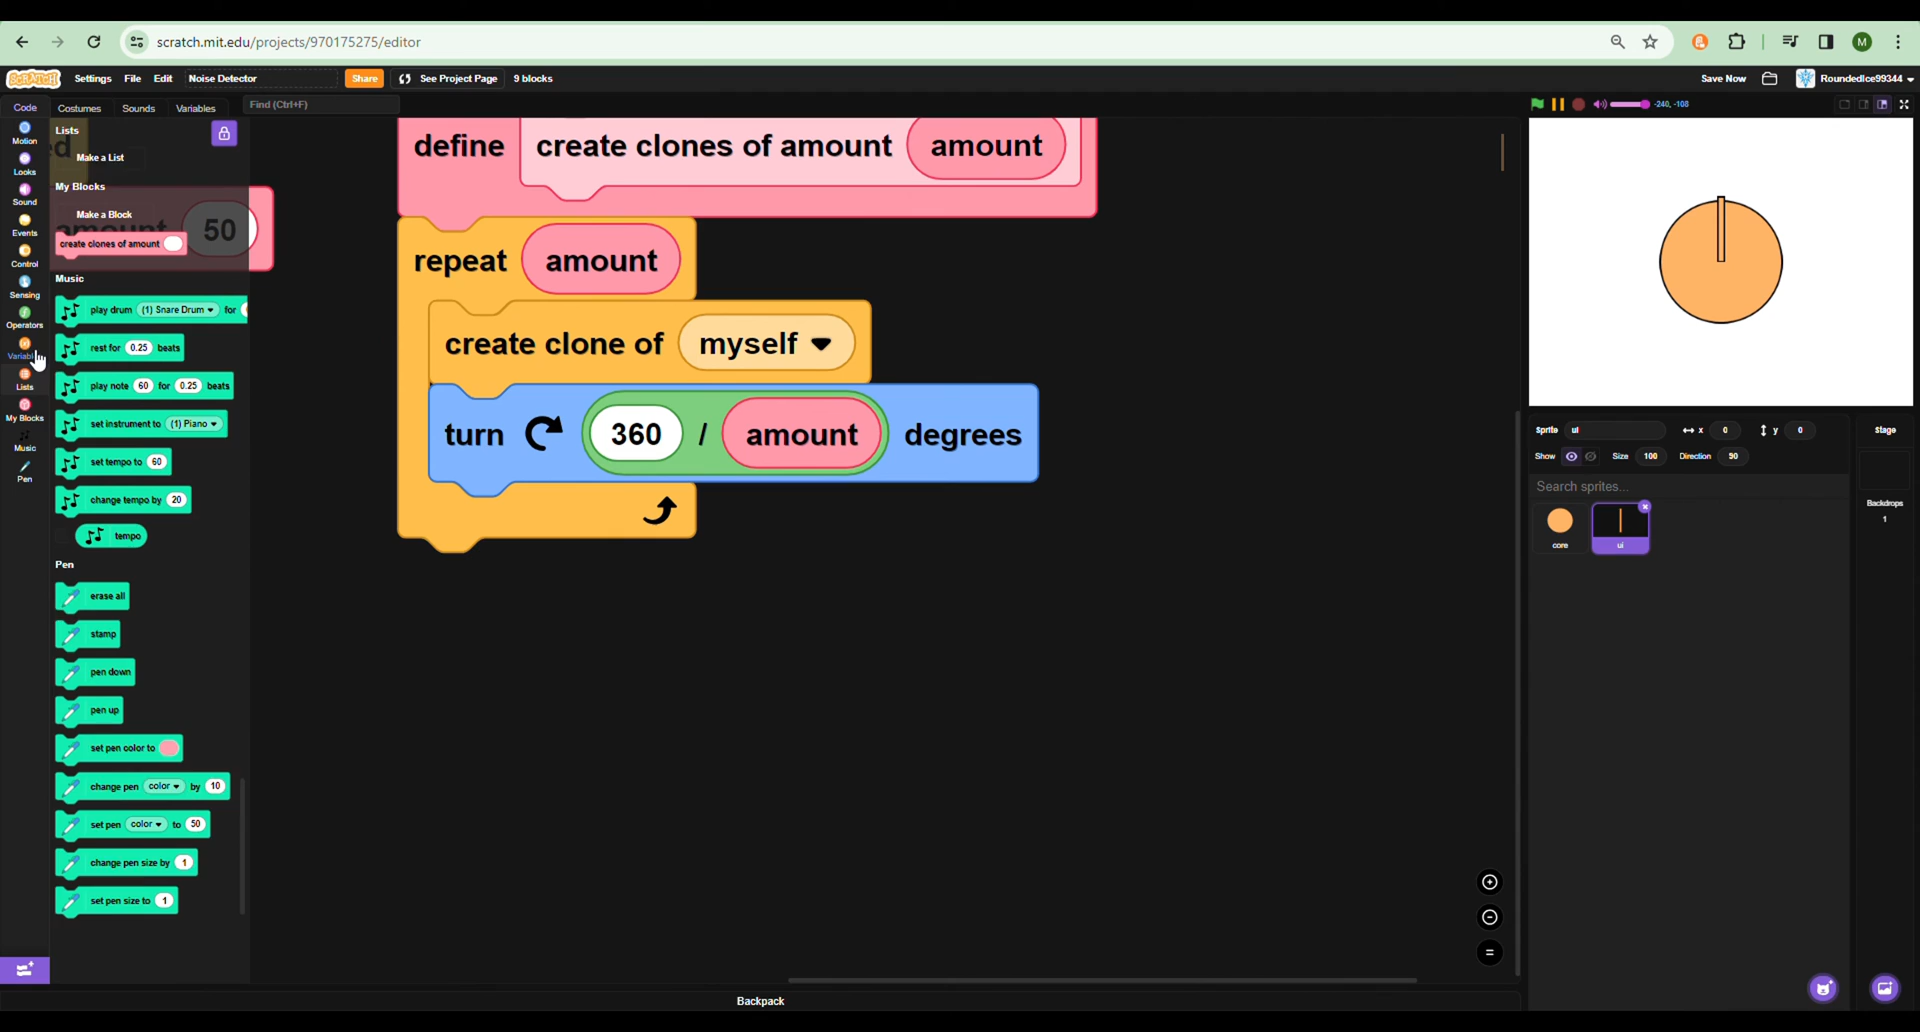 scratch.mit.edu/projects/970175275/editor
M
SCRATCH Settings File Edit Noise Detector Share See Project Page 9 blocks Save Now RoundedIce99344
Code Costumes Sounds Variables Find (Ctrl+F)
-240, -108
Motion
Looks
Sound
Events
Control
Sensing
Operators
Lists
My Blocks
Music
Pen
Lists
Make a List
My Blocks
Make a Block
amount 50
create clones of amount
Music
play drum (1) Snare Drum for
rest for 0.25 beats
play note 60 for 0.25 beats
set instrument to (1) Piano
set tempo to 60
change tempo by 20
tempo
Pen
erase all
stamp
pen down
pen up
set pen color to
change pen color by 10
set pen color to 50
change pen size by 1
set pen size to 1
define create clones of amount amount
repeat amount
create clone of myself
turn 360 / amount degrees
Sprite ui x 0 y 0
Show Size 100 Direction 90
Search sprites...
core
ui
Stage
Backdrops
1
Backpack